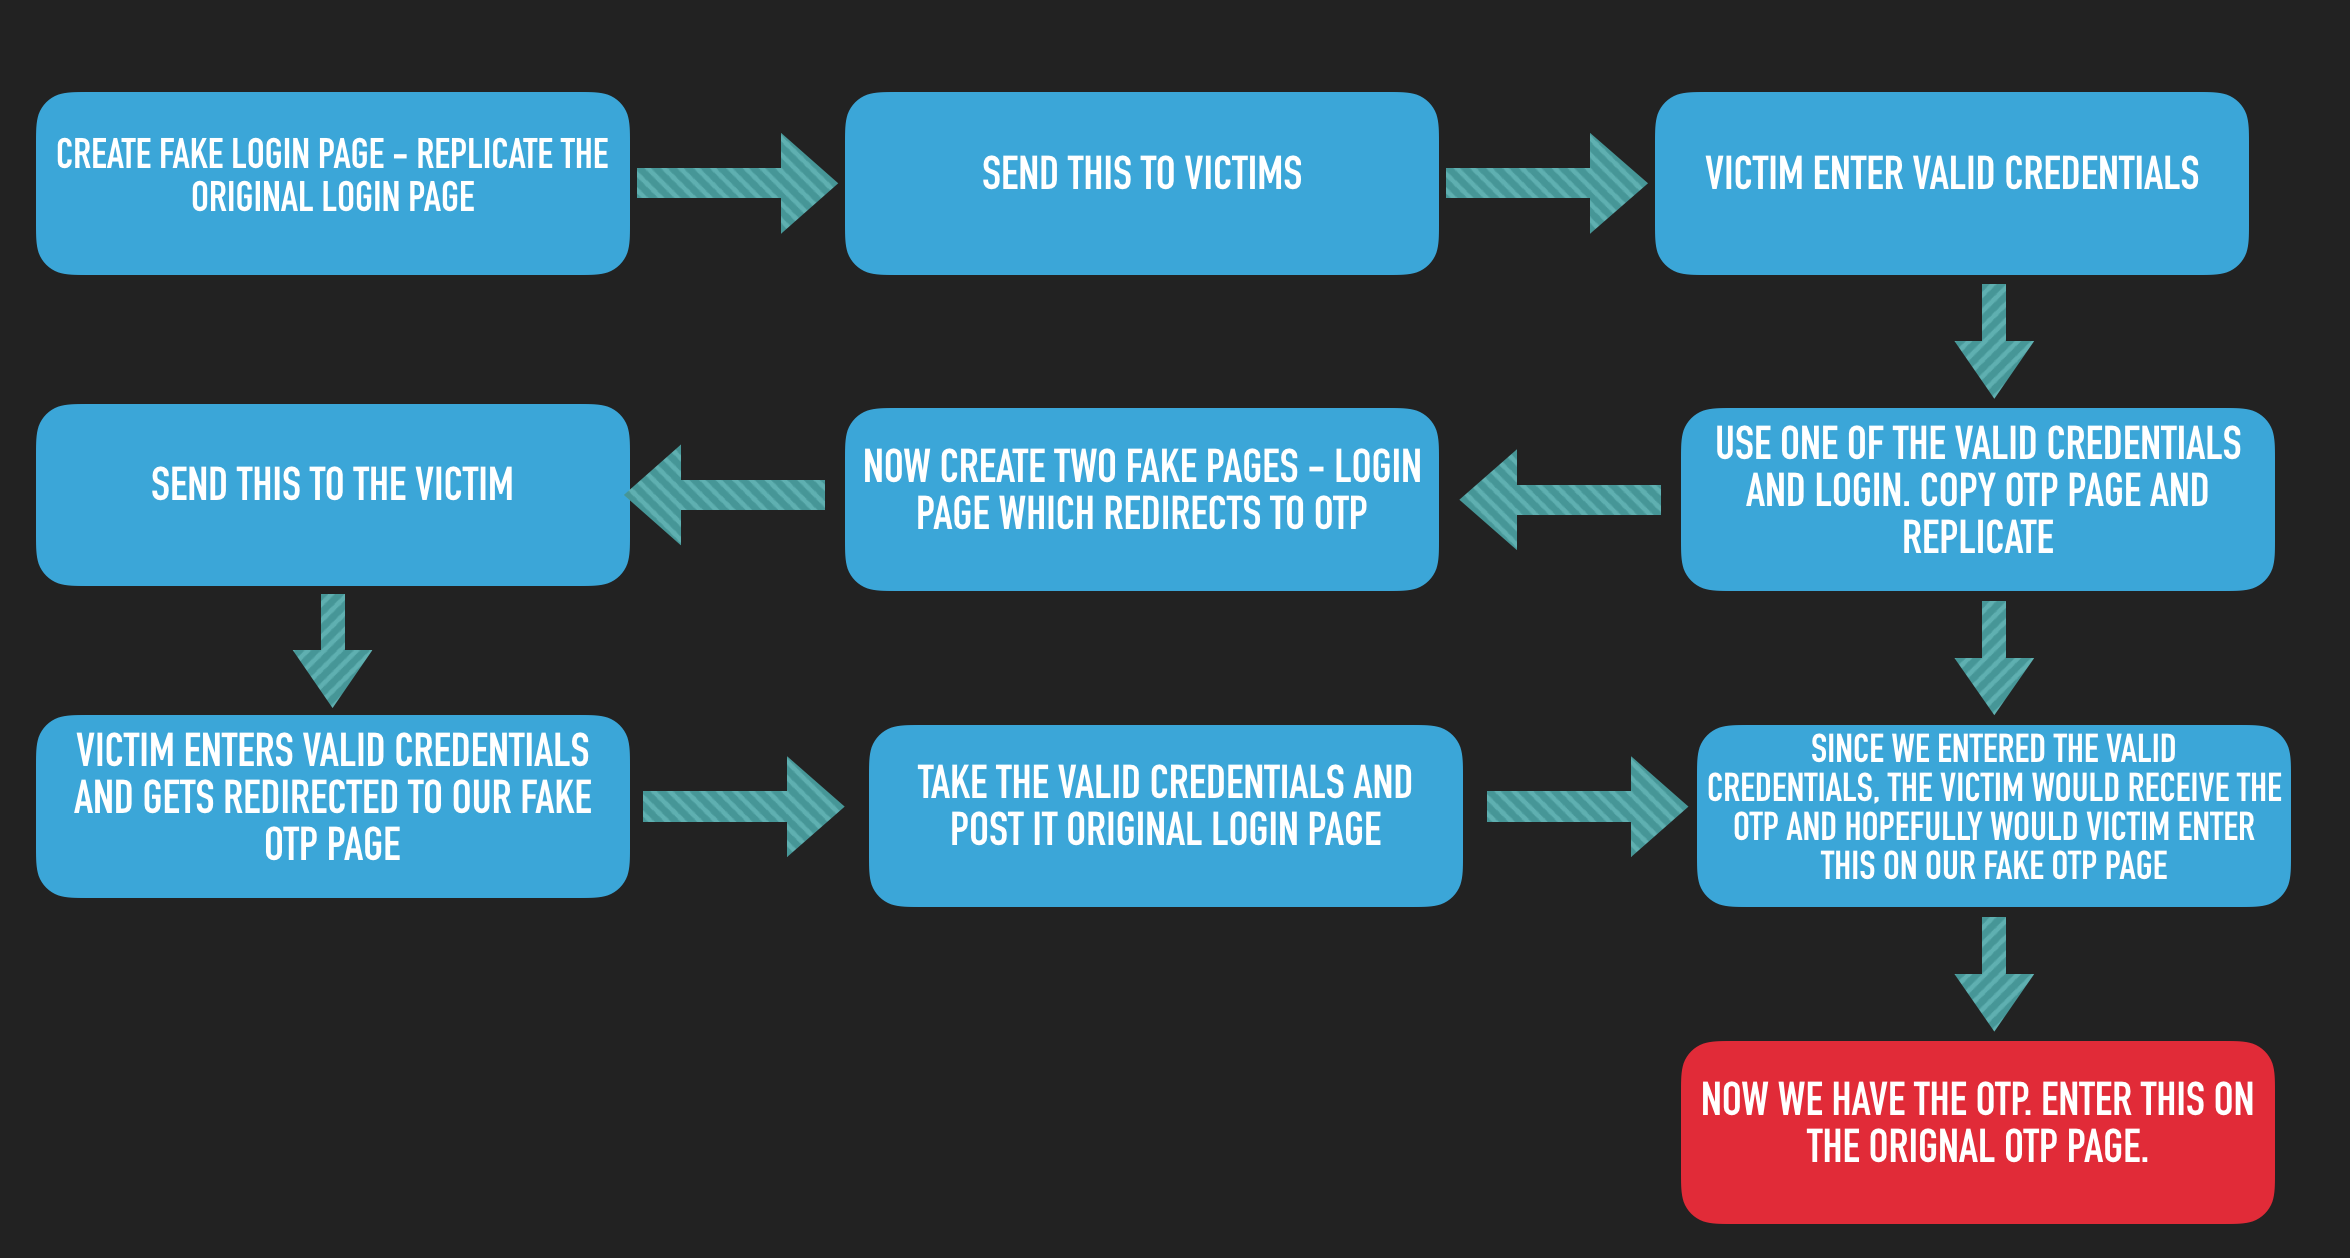 CREATE FAKE LOGIN PAGE – REPLICATE THE
ORIGINAL LOGIN PAGE
SEND THIS TO VICTIMS
VICTIM ENTER VALID CREDENTIALS
USE ONE OF THE VALID CREDENTIALS
AND LOGIN. COPY OTP PAGE AND
REPLICATE
NOW CREATE TWO FAKE PAGES – LOGIN
PAGE WHICH REDIRECTS TO OTP
SEND THIS TO THE VICTIM
VICTIM ENTERS VALID CREDENTIALS
AND GETS REDIRECTED TO OUR FAKE
OTP PAGE
TAKE THE VALID CREDENTIALS AND
POST IT ORIGINAL LOGIN PAGE
SINCE WE ENTERED THE VALID
CREDENTIALS, THE VICTIM WOULD RECEIVE THE
OTP AND HOPEFULLY WOULD VICTIM ENTER
THIS ON OUR FAKE OTP PAGE
NOW WE HAVE THE OTP. ENTER THIS ON
THE ORIGNAL OTP PAGE.